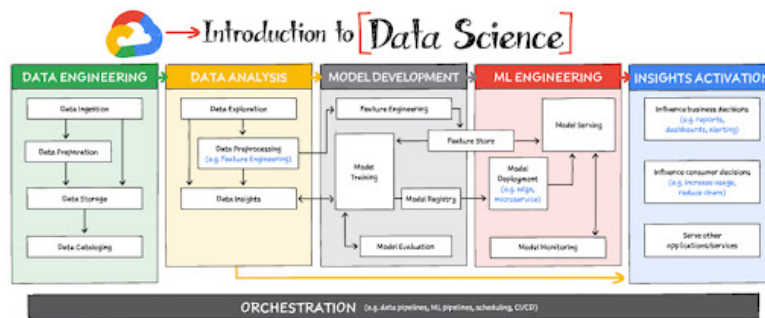 Introduction to [Data Science]
DATA ENGINEERING
Data Ingestion
Data Preparation
Data Storage
Data Cataloging
DATA ANALYSIS
Data Exploration
Data Preprocessing
(e.g. Feature Engineering)
Data Insights
MODEL DEVELOPMENT
Feature Engineering
Feature Store
Model
Training
Model Registry
Model Evaluation
ML ENGINEERING
Model Serving
Model
Deployment
(e.g. edge,
microservice)
Model Monitoring
INSIGHTS ACTIVATION
Influence business decisions
(e.g. reports,
dashboards, alerting)
Influence consumer decisions
(e.g. increase usage,
reduce churn)
Serve other
applications/services
ORCHESTRATION (e.g. data pipelines, ML pipelines, scheduling, CI/CD)